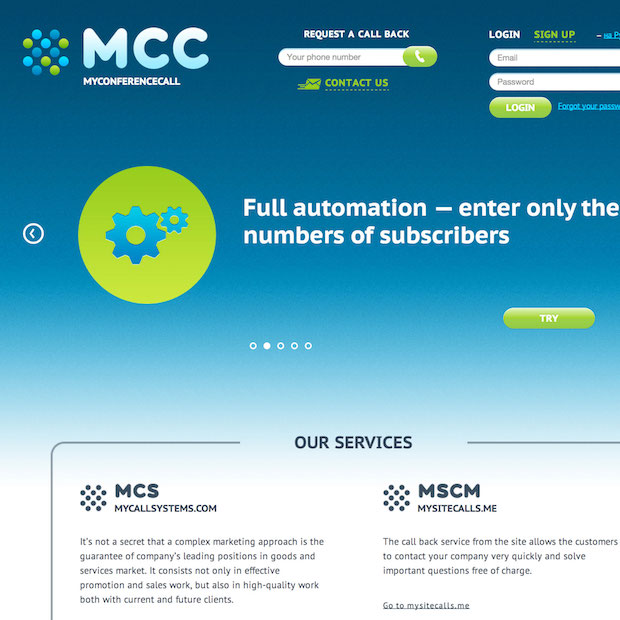 MCC
MYCONFERENCECALL
REQUEST A CALL BACK
Your phone number
CONTACT US
LOGIN
SIGN UP
– на
Email
Password
LOGIN
Forgot your
Full automation — enter only the
numbers of subscribers
TRY
OUR SERVICES
MCS
MYCALLSYSTEMS.COM
It's not a secret that a complex marketing approach is the
guarantee of company's leading positions in goods and
services market. It consists not only in effective
promotion and sales work, but also in high-quality work
both with current and future clients.
MSCM
MYSITECALLS.ME
The call back service from the site allows the customers
to contact your company very quickly and solve
important questions free of charge.
Go to mysitecalls.me